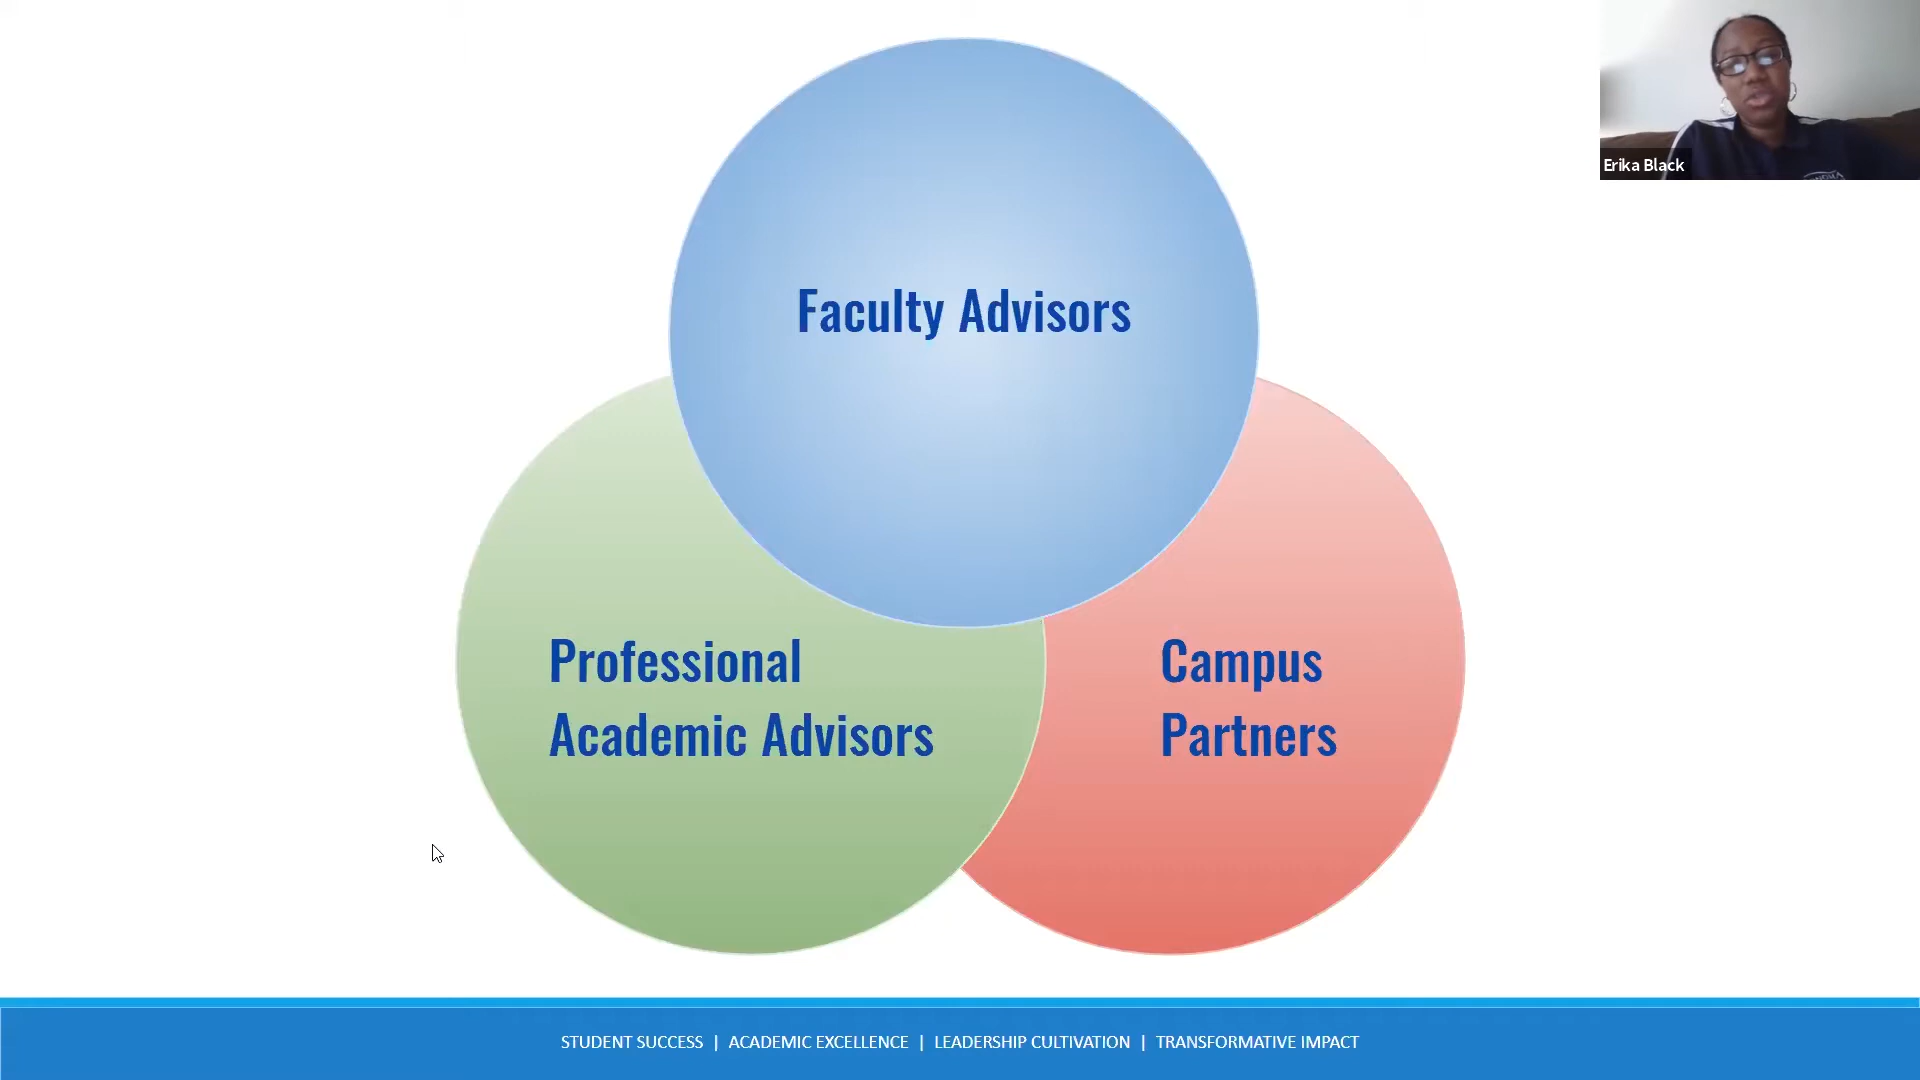 Faculty Advisors
Erika Black
Professional
Academic Advisors
Campus
Partners
STUDENT SUCCESS | ACADEMIC EXCELLENCE | LEADERSHIP CULTIVATION | TRANSFORMATIVE IMPACT